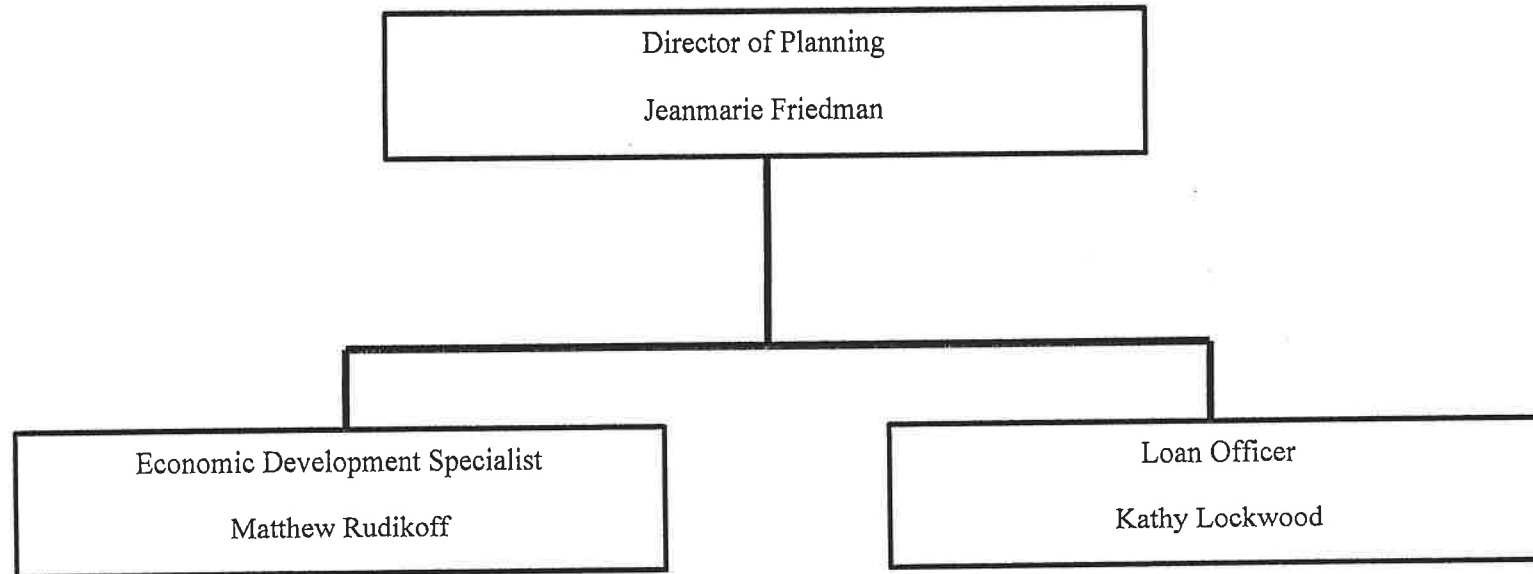 Director of Planning
Jeanmarie Friedman
Economic Development Specialist
Matthew Rudikoff
Loan Officer
Kathy Lockwood